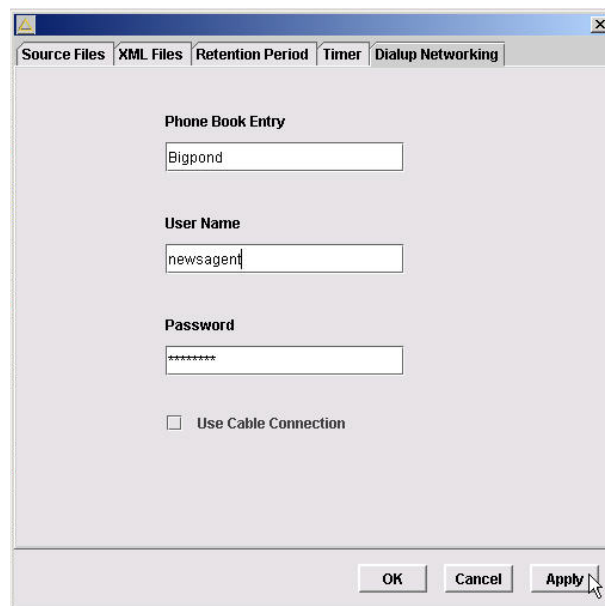 Source Files XML Files Retention Period Timer Dialup Networking
Phone Book Entry
Bigpond
User Name
newsagent
Password
********
Use Cable Connection
OK Cancel Apply